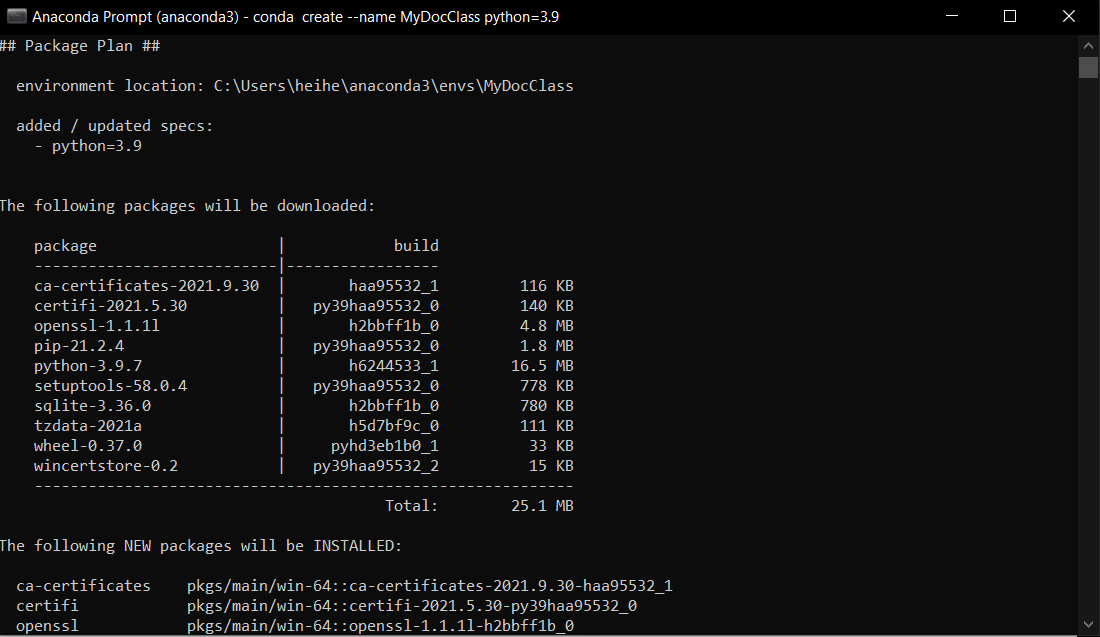 Anaconda Prompt (anaconda3) - conda  create --name MyDocClass python=3.9
## Package Plan ##
  environment location: C:\Users\heihe\anaconda3\envs\MyDocClass
  added / updated specs:
    - python=3.9
The following packages will be downloaded:
    package                    |            build
    ---------------------------|-----------------
    ca-certificates-2021.9.30  |       haa95532_1         116 KB
    certifi-2021.5.30          |   py39haa95532_0         140 KB
    openssl-1.1.1l             |       h2bbff1b_0         4.8 MB
    pip-21.2.4                 |   py39haa95532_0         1.8 MB
    python-3.9.7               |       h6244533_1        16.5 MB
    setuptools-58.0.4          |   py39haa95532_0         778 KB
    sqlite-3.36.0              |       h2bbff1b_0         780 KB
    tzdata-2021a               |       h5d7bf9c_0         111 KB
    wheel-0.37.0               |     pyhd3eb1b0_1          33 KB
    wincertstore-0.2           |   py39haa95532_2          15 KB
    ------------------------------------------------------------
                                           Total:        25.1 MB
The following NEW packages will be INSTALLED:
  ca-certificates    pkgs/main/win-64::ca-certificates-2021.9.30-haa95532_1
  certifi            pkgs/main/win-64::certifi-2021.5.30-py39haa95532_0
  openssl            pkgs/main/win-64::openssl-1.1.1l-h2bbff1b_0